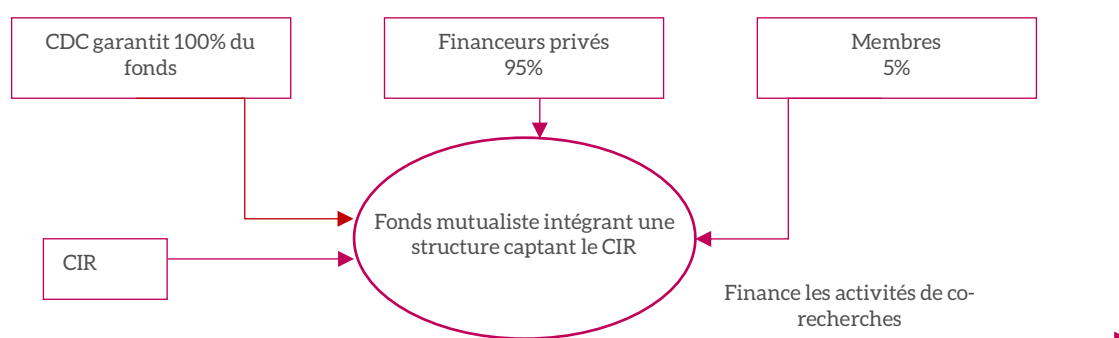 CDC garantit 100% du
fonds
Financeurs privés
95%
Membres
5%
Fonds mutualiste intégrant une
structure captant le CIR
CIR
Finance les activités de co-
recherches